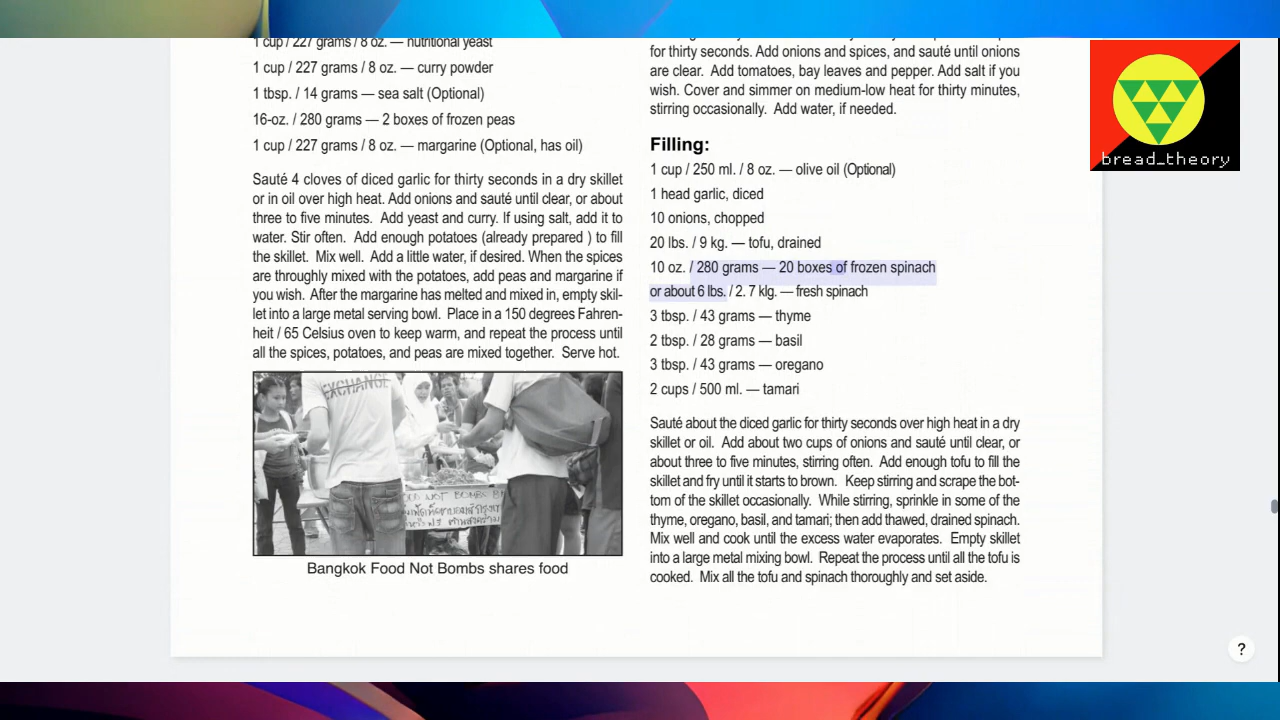 1 cup / 227 grams / 8 oz. — nutritional yeast
1 cup / 227 grams / 8 oz. — curry powder
1 tbsp. / 14 grams — sea salt (Optional)
16-oz. / 280 grams — 2 boxes of frozen peas
1 cup / 227 grams / 8 oz. — margarine (Optional, has oil)
Sauté 4 cloves of diced garlic for thirty seconds in a dry skillet
or in oil over high heat. Add onions and sauté until clear, or about
three to five minutes. Add yeast and curry. If using salt, add it to
water. Stir often. Add enough potatoes (already prepared ) to fill
the skillet. Mix well. Add a little water, if desired. When the spices
are throughly mixed with the potatoes, add peas and margarine if
you wish. After the margarine has melted and mixed in, empty skil-
let into a large metal serving bowl. Place in a 150 degrees Fahren-
heit / 65 Celsius oven to keep warm, and repeat the process until
all the spices, potatoes, and peas are mixed together. Serve hot.
EXCHANGE
Bangkok Food Not Bombs shares food
for thirty seconds. Add onions and spices, and sauté until onions
are clear. Add tomatoes, bay leaves and pepper. Add salt if you
wish. Cover and simmer on medium-low heat for thirty minutes,
stirring occasionally. Add water, if needed.
Filling:
1 cup / 250 ml. / 8 oz. — olive oil (Optional)
1 head garlic, diced
10 onions, chopped
20 lbs. / 9 kg. — tofu, drained
10 oz. / 280 grams — 20 boxes of frozen spinach
or about 6 lbs. / 2. 7 klg. — fresh spinach
3 tbsp. / 43 grams — thyme
2 tbsp. / 28 grams — basil
3 tbsp. / 43 grams — oregano
2 cups / 500 ml. — tamari
Sauté about the diced garlic for thirty seconds over high heat in a dry
skillet or oil. Add about two cups of onions and sauté until clear, or
about three to five minutes, stirring often. Add enough tofu to fill the
skillet and fry until it starts to brown. Keep stirring and scrape the bot-
tom of the skillet occasionally. While stirring, sprinkle in some of the
thyme, oregano, basil, and tamari; then add thawed, drained spinach.
Mix well and cook until the excess water evaporates. Empty skillet
into a large metal mixing bowl. Repeat the process until all the tofu is
cooked. Mix all the tofu and spinach thoroughly and set aside.
bread_theory
?